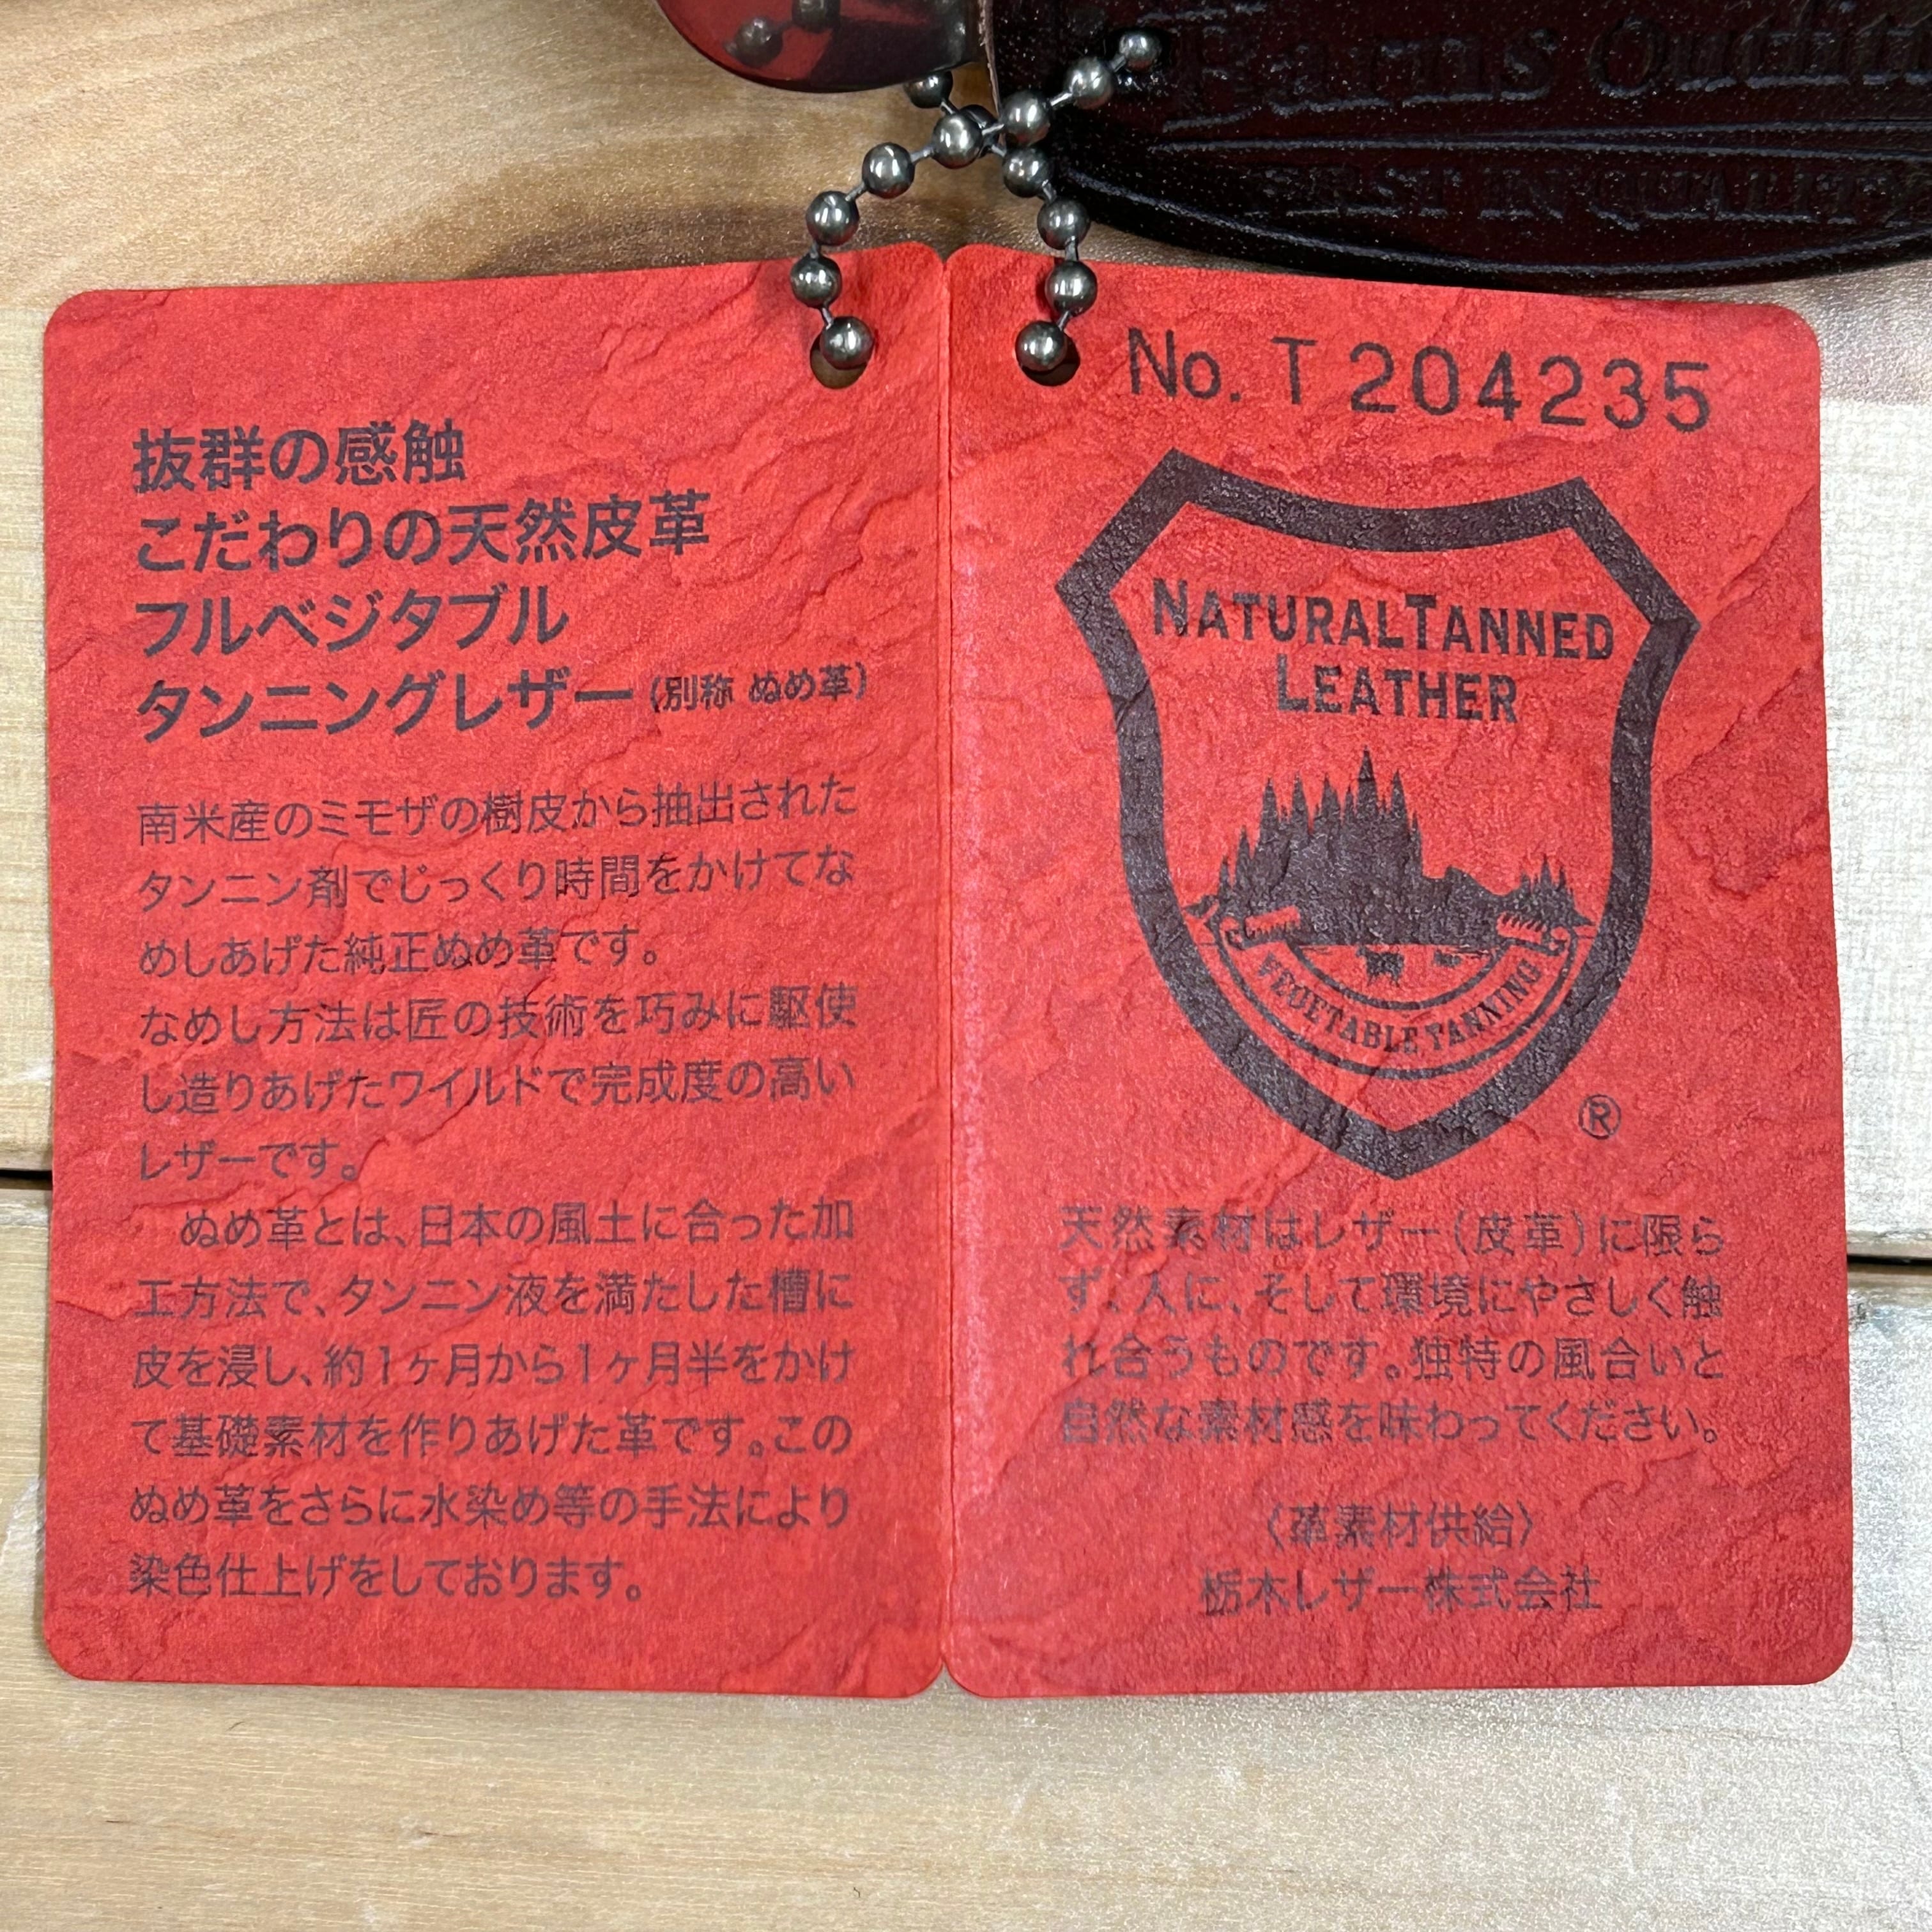 Farms Outfitt
BEST IN QUALITY
抜群の感触
こだわりの天然皮革
フルベジタブル
タンニングレザー(別称 ぬめ革)
南米産のミモザの樹皮から抽出された
タンニン剤でじっくり時間をかけてな
めしあげた純正ぬめ革です。
なめし方法は匠の技術を巧みに駆使
し造りあげたワイルドで完成度の高い
レザーです。
ぬめ革とは、日本の風土に合った加
工方法で、タンニン液を満たした槽に
皮を浸し、約1ヶ月から1ヶ月半をかけ
て基礎素材を作りあげた革です。この
ぬめ革をさらに水染め等の手法により
染色仕上げをしております。
No. T 204235
NATURALTANNED
LEATHER
VEGETABLE TANNING
®
天然素材はレザー(皮革)に限ら
ず、人に、そして環境にやさしく触
れ合うものです。独特の風合いと
自然な素材感を味わってください。
〈革素材供給〉
栃木レザー株式会社